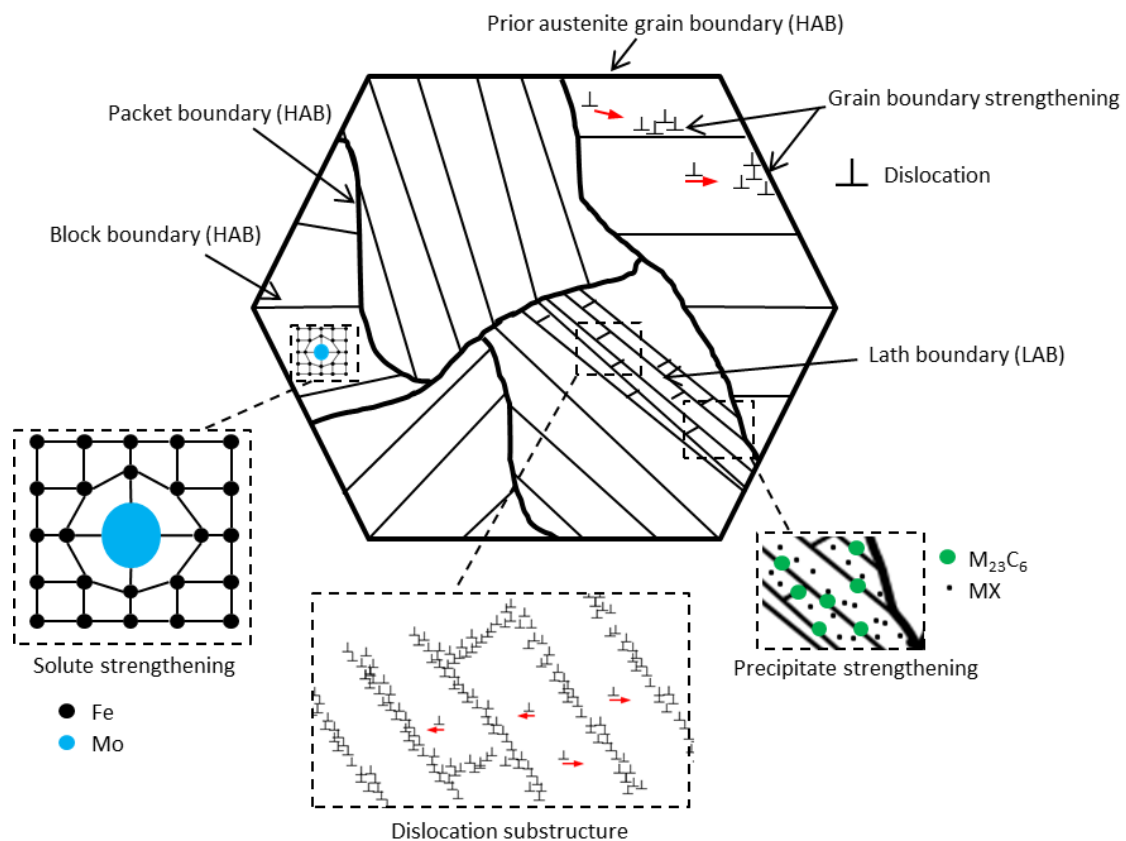 Prior austenite grain boundary (HAB)
Packet boundary (HAB)
Grain boundary strengthening
Dislocation
Block boundary (HAB)
Lath boundary (LAB)
M₂₃C₆
MX
Solute strengthening
Precipitate strengthening
Fe
Mo
Dislocation substructure